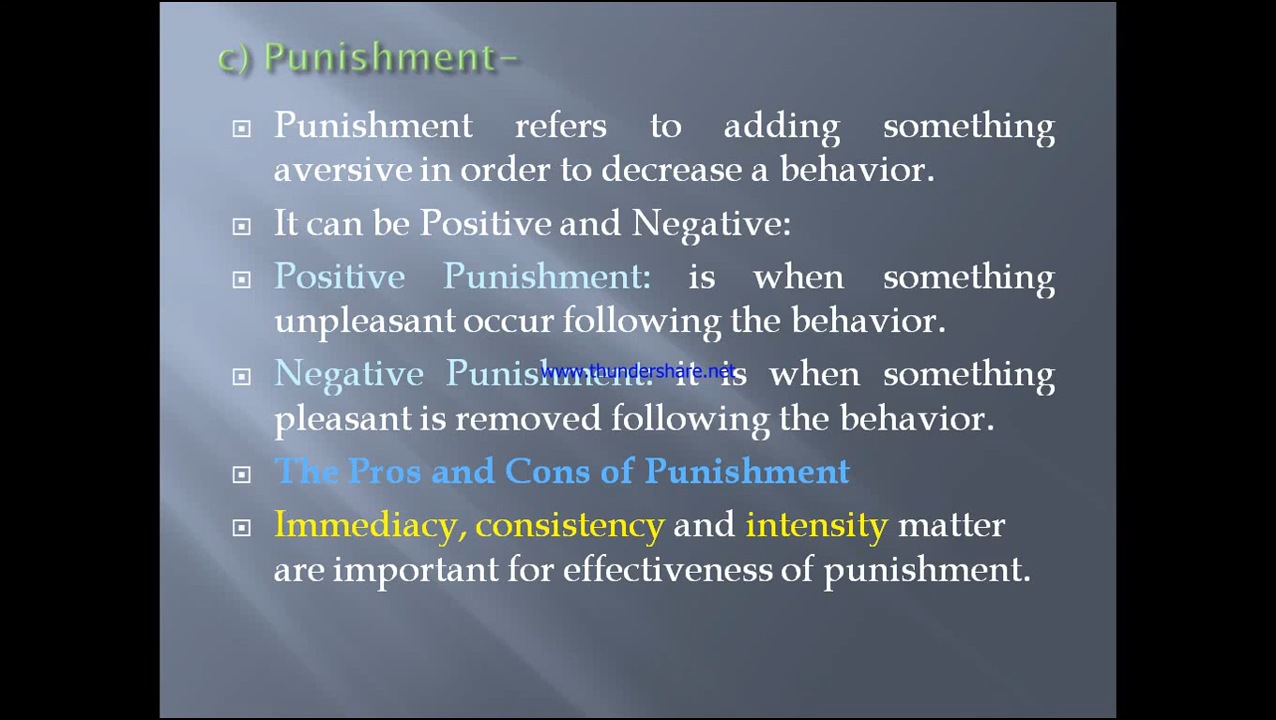 c) Punishment-
Punishment refers to adding something
aversive in order to decrease a behavior.
It can be Positive and Negative:
Positive Punishment: is when something
unpleasant occur following the behavior.
Negative Punishment: it is when something
www.thundershare.net
pleasant is removed following the behavior.
The Pros and Cons of Punishment
Immediacy, consistency and intensity matter
are important for effectiveness of punishment.